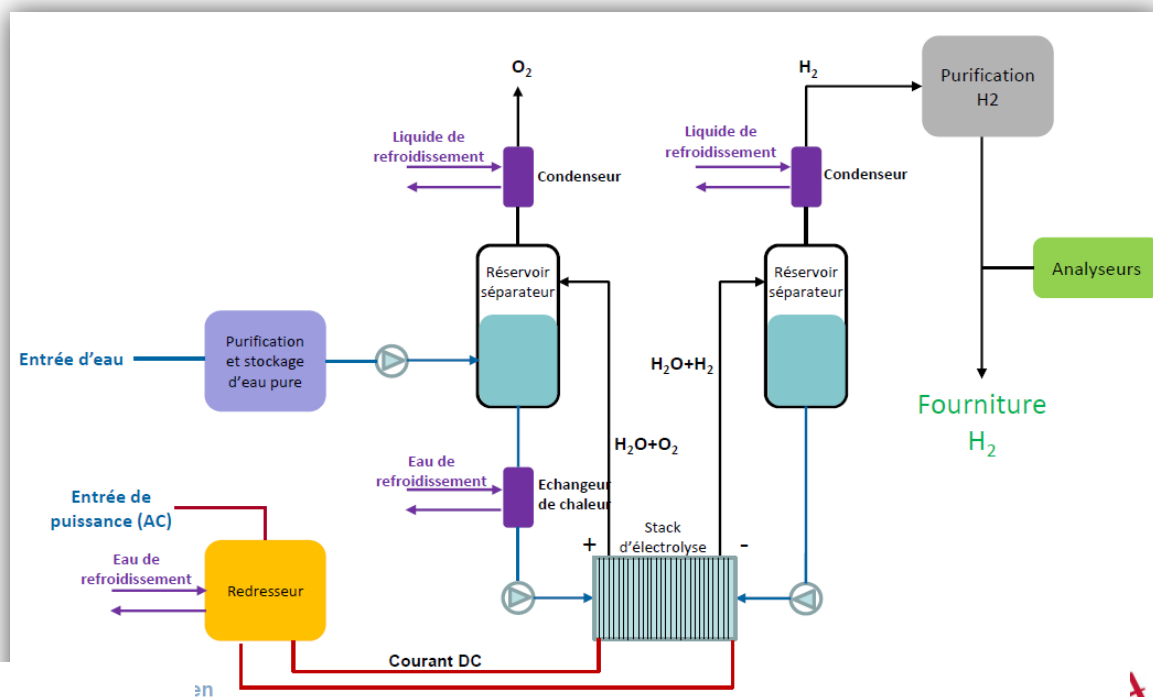 O₂
H₂
Purification
H2
Liquide de
refroidissement
Condenseur
Liquide de
refroidissement
Condenseur
Réservoir
séparateur
Réservoir
séparateur
Analyseurs
Entrée d'eau
Purification
et stockage
d'eau pure
H₂O+H₂
Fourniture
H₂
H₂O+O₂
Eau de
refroidissement
Echangeur
de chaleur
Entrée de
puissance (AC)
Stack
d'électrolyse
+
-
Eau de
refroidissement
Redresseur
Courant DC
en